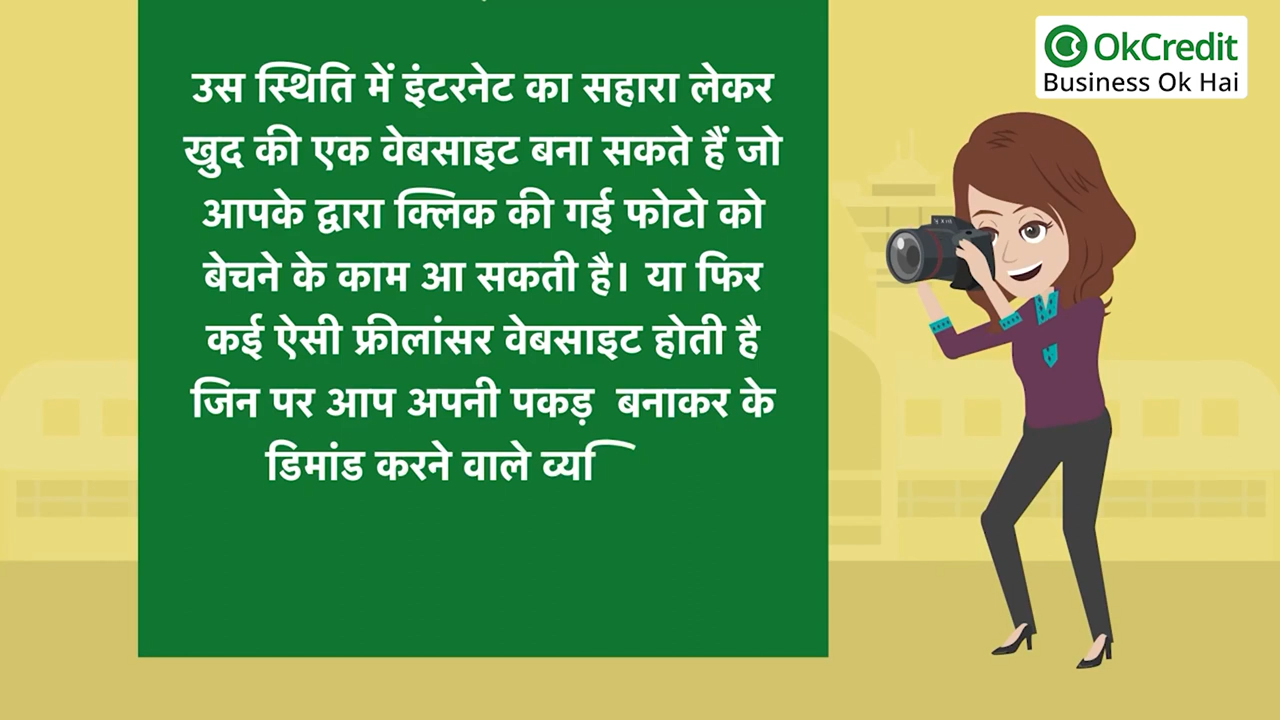 OkCredit
Business Ok Hai
उस स्थिति में इंटरनेट का सहारा लेकर
खुद की एक वेबसाइट बना सकते हैं जो
आपके द्वारा क्लिक की गई फोटो को
बेचने के काम आ सकती है। या फिर
कई ऐसी फ्रीलांसर वेबसाइट होती है
जिन पर आप अपनी पकड़ बनाकर के
डिमांड करने वाले